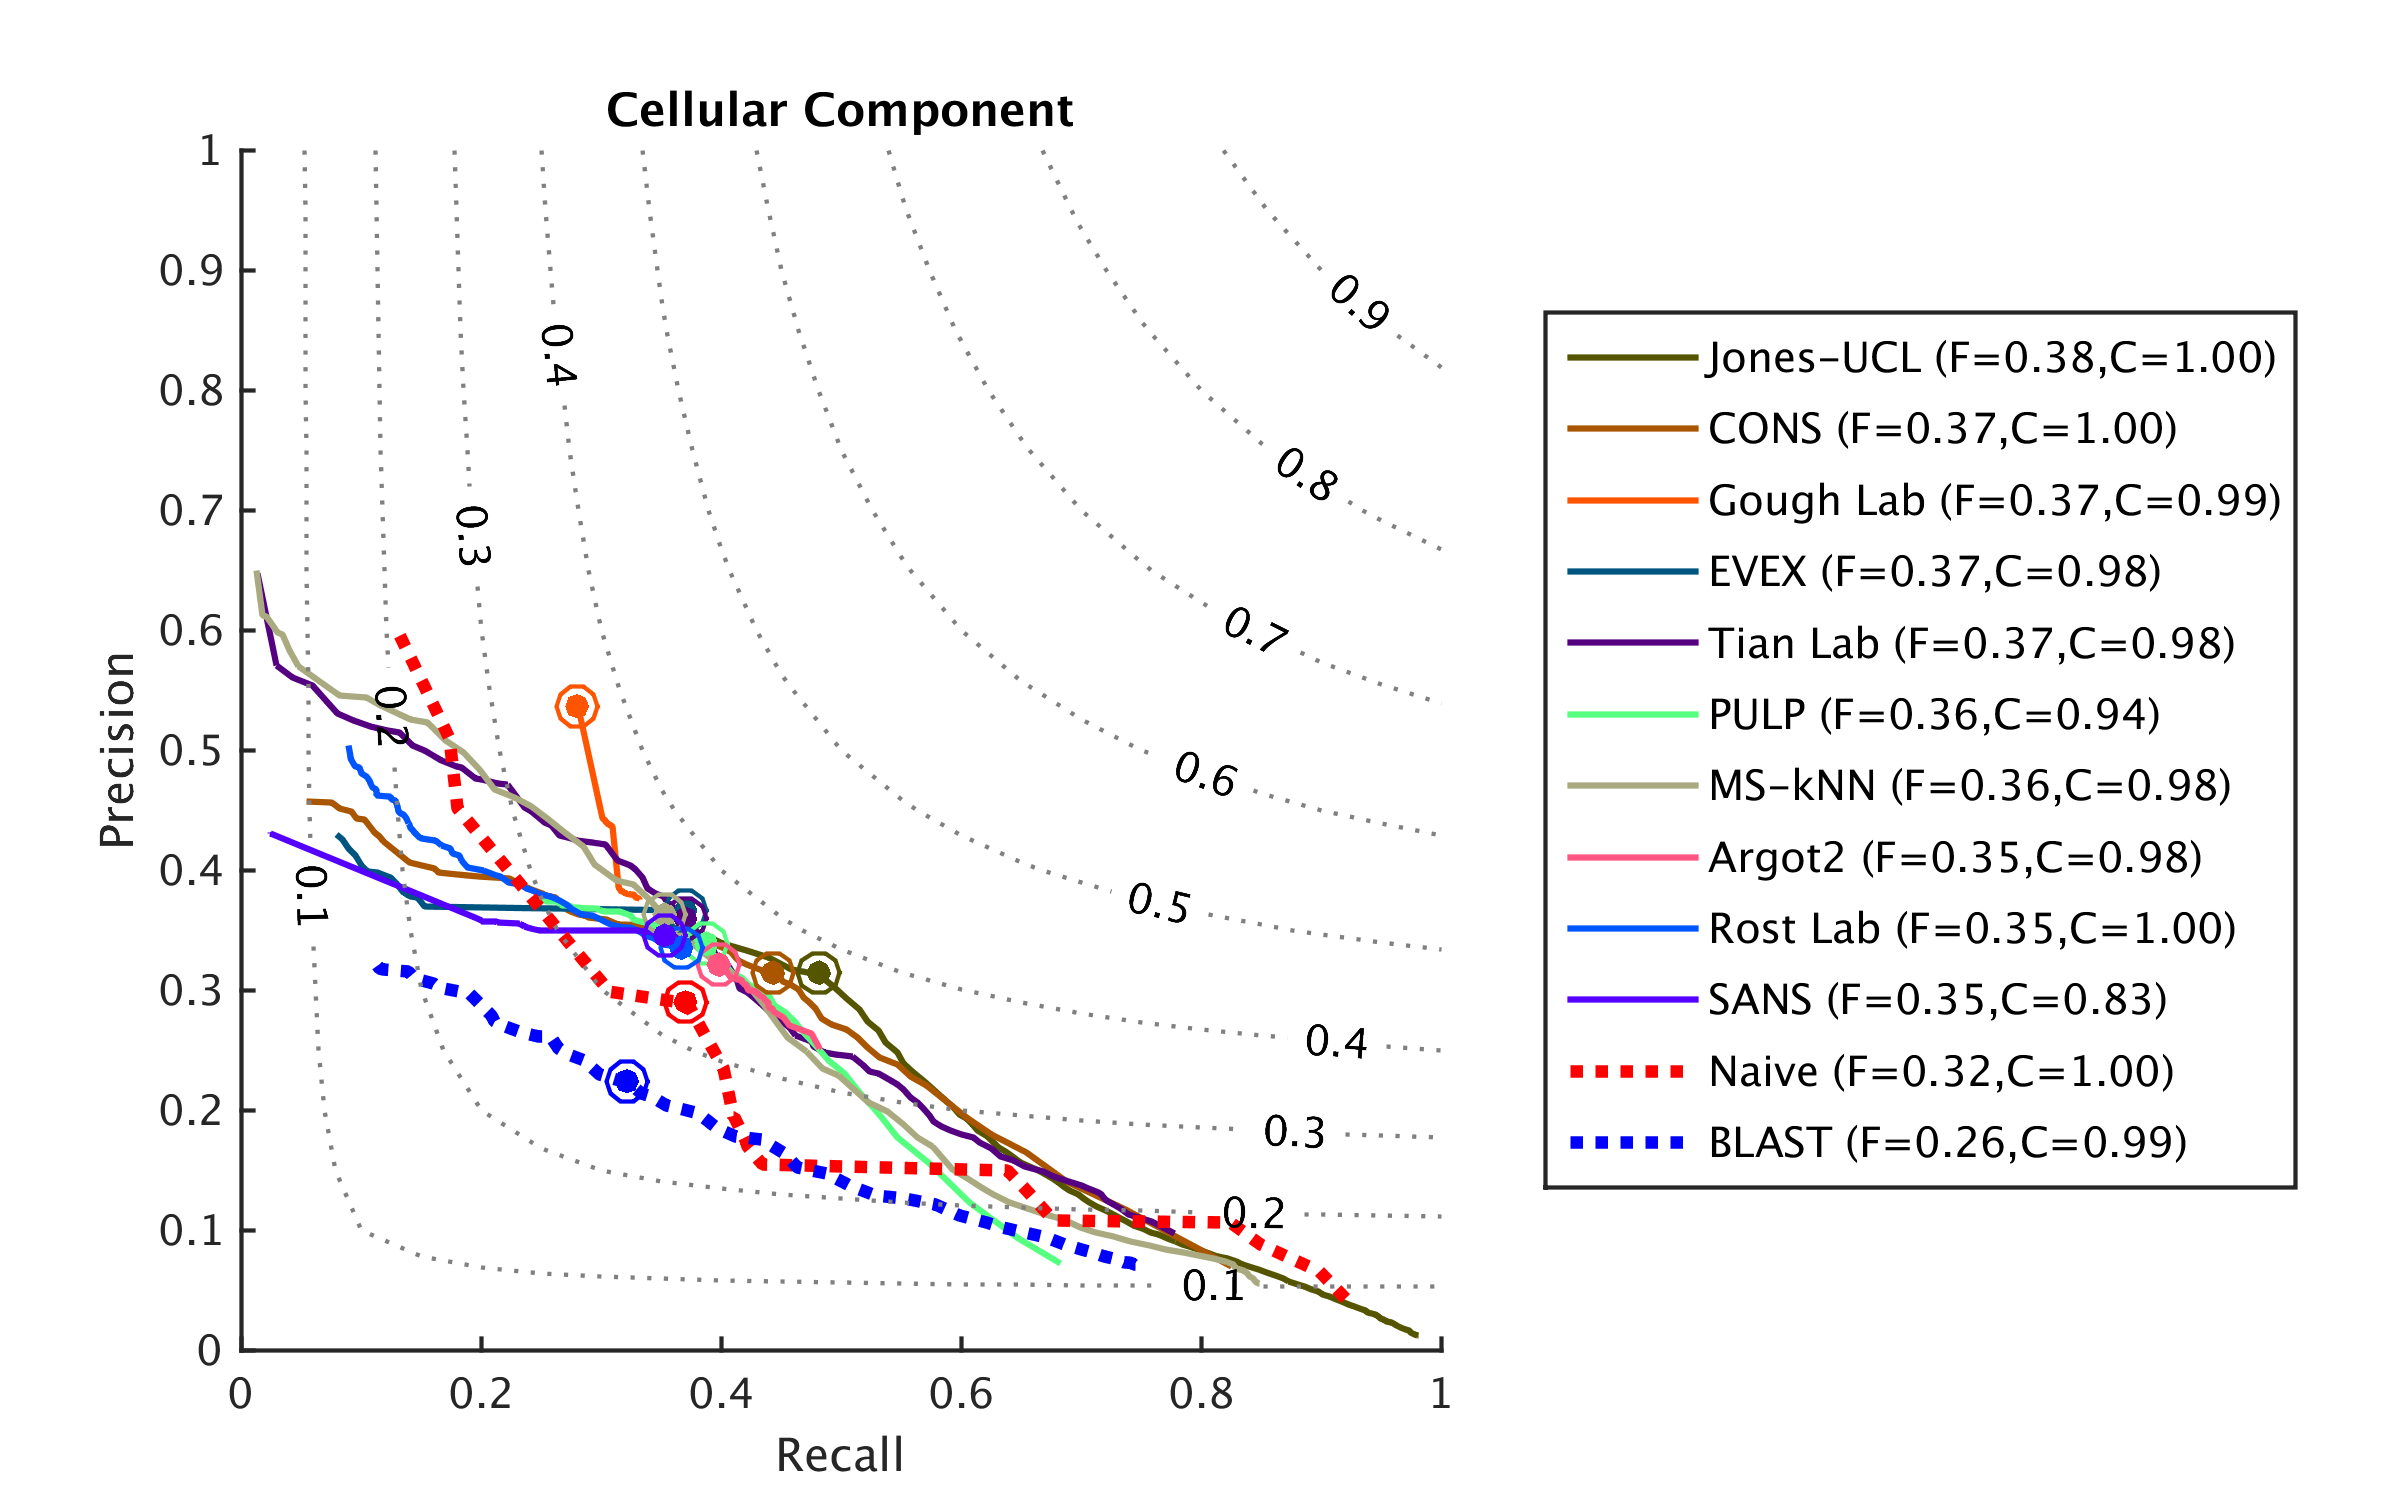 Cellular Component
Precision
1
0.9
0.8
0.7
0.6
0.5
0.4
0.3
0.2
0.1
0
0
0.2
0.4
0.6
0.8
1
Recall
0.9
0.8
0.7
0.6
0.5
0.4
0.3
0.2
0.1
0.4
0.3
0.2
0.1
Jones-UCL (F=0.38,C=1.00)
CONS (F=0.37,C=1.00)
Gough Lab (F=0.37,C=0.99)
EVEX (F=0.37,C=0.98)
Tian Lab (F=0.37,C=0.98)
PULP (F=0.36,C=0.94)
MS-kNN (F=0.36,C=0.98)
Argot2 (F=0.35,C=0.98)
Rost Lab (F=0.35,C=1.00)
SANS (F=0.35,C=0.83)
Naive (F=0.32,C=1.00)
BLAST (F=0.26,C=0.99)